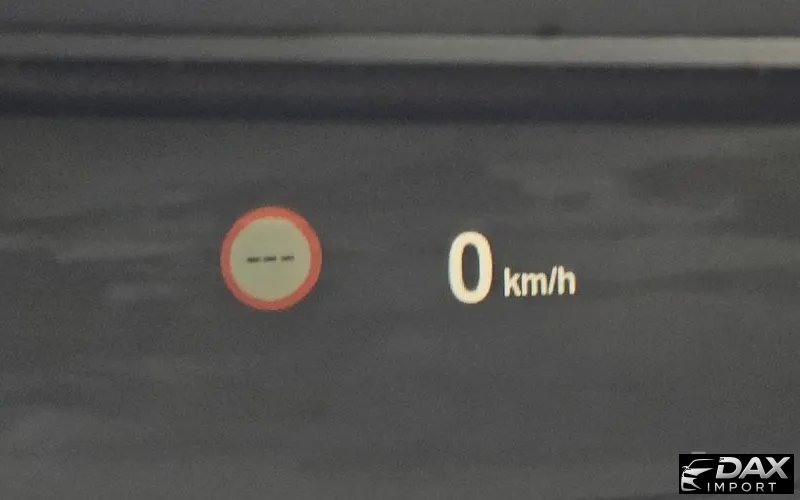 ---
0 km/h
DAX
IMPORT